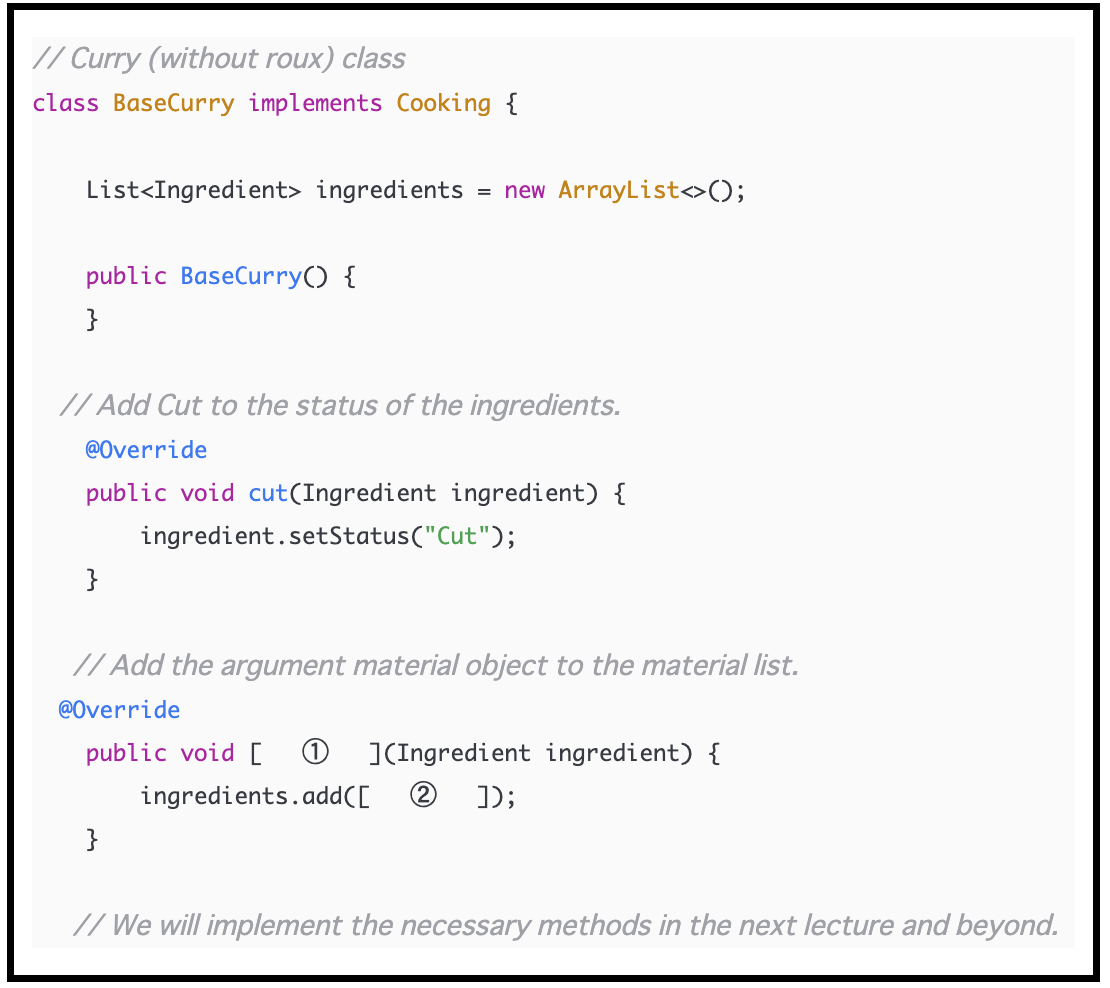 // Curry (without roux) class
class BaseCurry implements Cooking {
List<Ingredient> ingredients = new ArrayList<>();
public BaseCurry() {
}
// Add Cut to the status of the ingredients.
@Override
public void cut(Ingredient ingredient) {
ingredient.setStatus("Cut");
}
// Add the argument material object to the material list.
@Override
public void [ ① ](Ingredient ingredient) {
ingredients.add([ ② ]);
}
// We will implement the necessary methods in the next lecture and beyond.